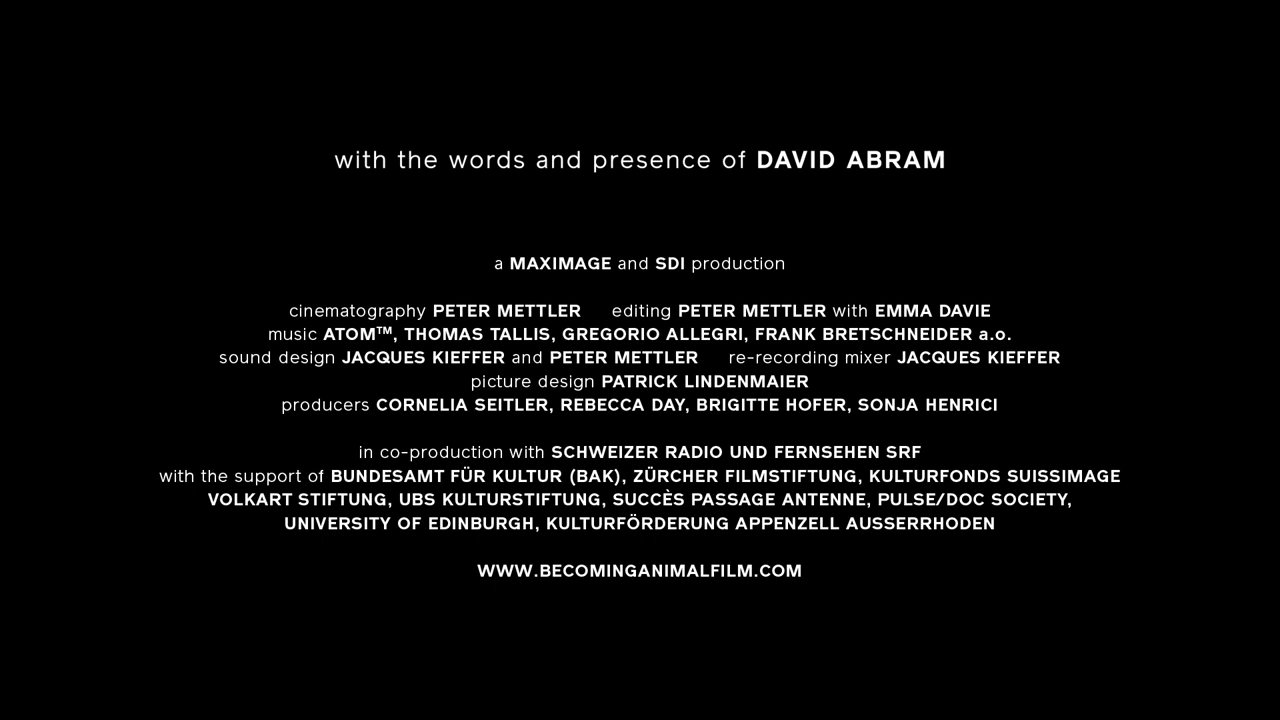 with the words and presence of DAVID ABRAM
a MAXIMAGE and SDI production
cinematography PETER METTLER editing PETER METTLER with EMMA DAVIE
music ATOM™, THOMAS TALLIS, GREGORIO ALLEGRI, FRANK BRETSCHNEIDER a.o.
sound design JACQUES KIEFFER and PETER METTLER re-recording mixer JACQUES KIEFFER
picture design PATRICK LINDENMAIER
producers CORNELIA SEITLER, REBECCA DAY, BRIGITTE HOFER, SONJA HENRICI
in co-production with SCHWEIZER RADIO UND FERNSEHEN SRF
with the support of BUNDESAMT FÜR KULTUR (BAK), ZÜRCHER FILMSTIFTUNG, KULTURFONDS SUISSIMAGE
VOLKART STIFTUNG, UBS KULTURSTIFTUNG, SUCCÈS PASSAGE ANTENNE, PULSE/DOC SOCIETY,
UNIVERSITY OF EDINBURGH, KULTURFÖRDERUNG APPENZELL AUSSERRHODEN
WWW.BECOMINGANIMALFILM.COM